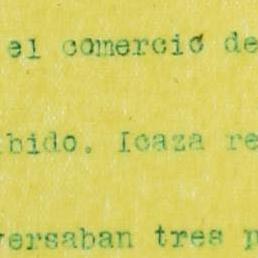 el comercio de
bido. Icaza re
versaban tres p